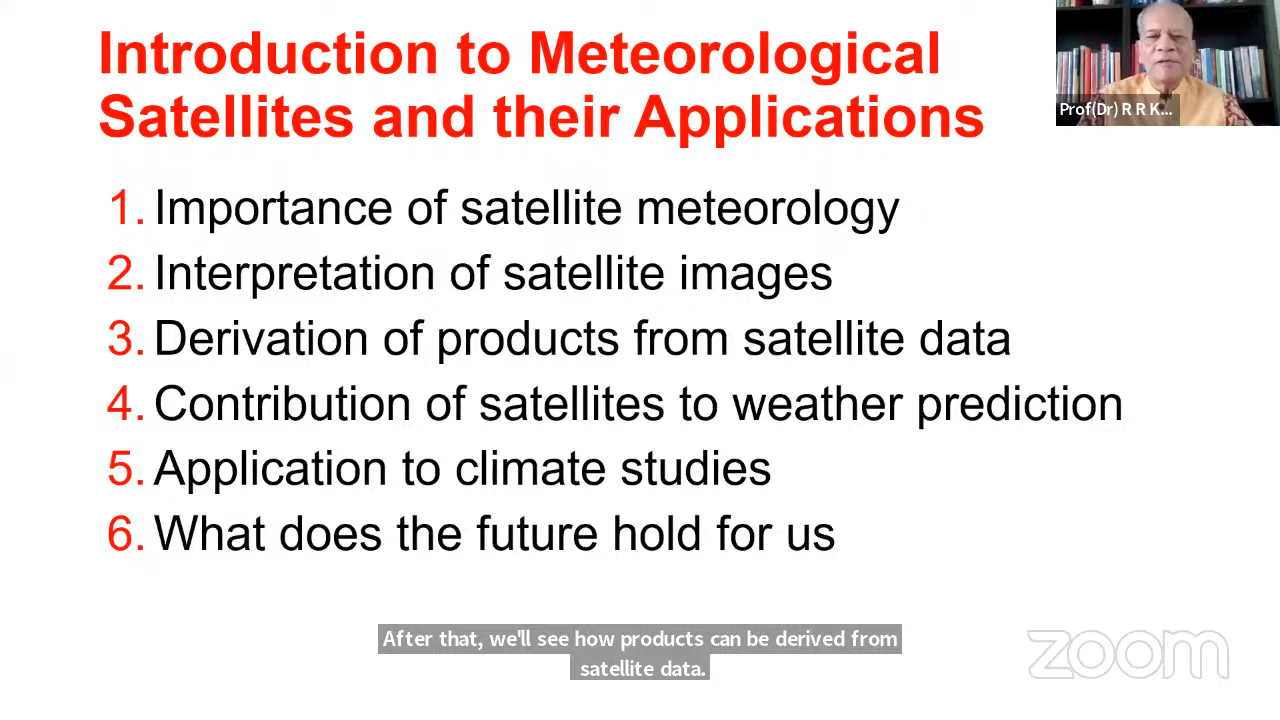 Introduction to Meteorological
Satellites and their Applications
Prof(Dr) R R K...
1. Importance of satellite meteorology
2. Interpretation of satellite images
3. Derivation of products from satellite data
4. Contribution of satellites to weather prediction
5. Application to climate studies
6. What does the future hold for us
After that, we'll see how products can be derived from
satellite data.
zoom